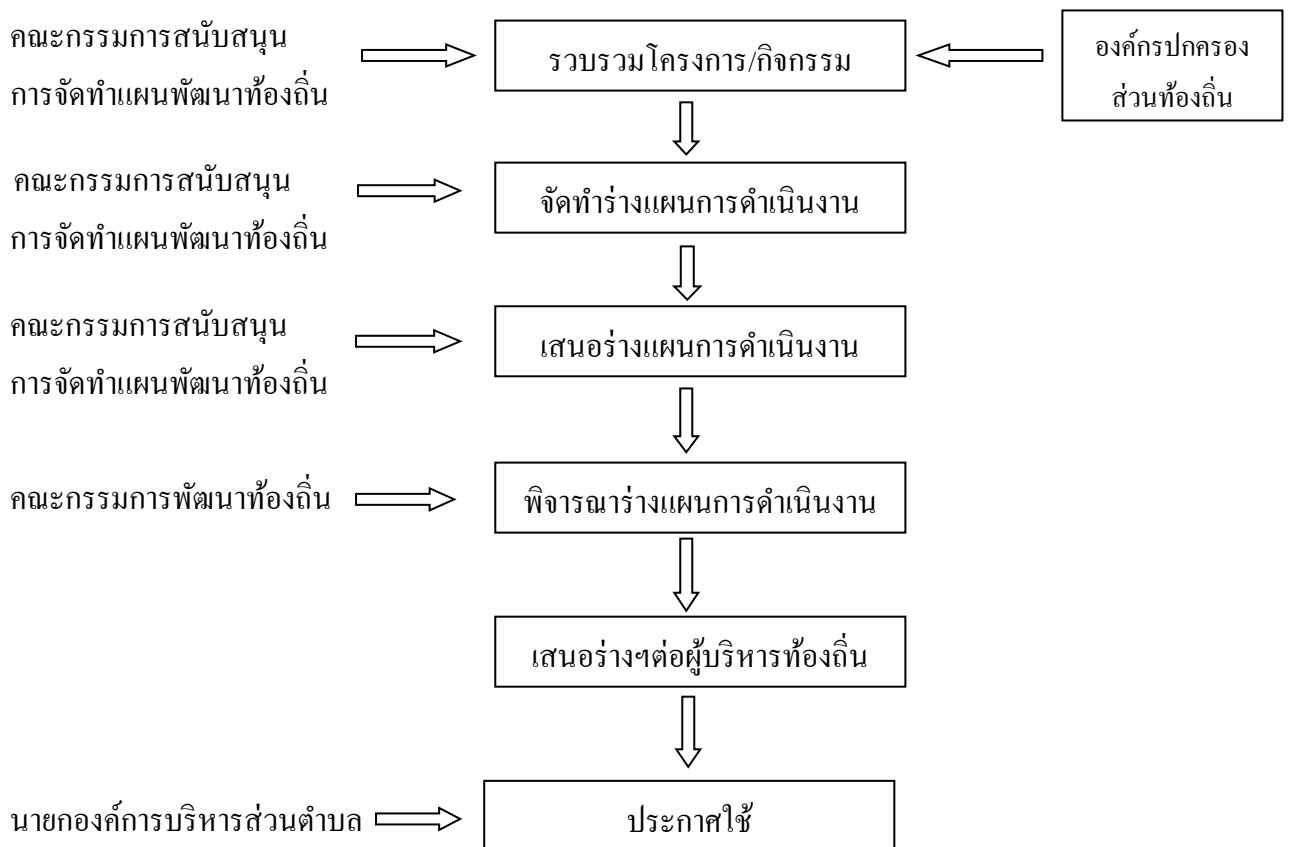 คณะกรรมการสนับสนุน
การจัดทำแผนพัฒนาท้องถิ่น
รวบรวมโครงการ/กิจกรรม
องค์กรปกครอง
ส่วนท้องถิ่น
คณะกรรมการสนับสนุน
การจัดทำแผนพัฒนาท้องถิ่น
จัดทำร่างแผนการดำเนินงาน
คณะกรรมการสนับสนุน
การจัดทำแผนพัฒนาท้องถิ่น
เสนอร่างแผนการดำเนินงาน
คณะกรรมการพัฒนาท้องถิ่น
พิจารณาร่างแผนการดำเนินงาน
เสนอร่างฯต่อผู้บริหารท้องถิ่น
นายกองค์การบริหารส่วนตำบล
ประกาศใช้